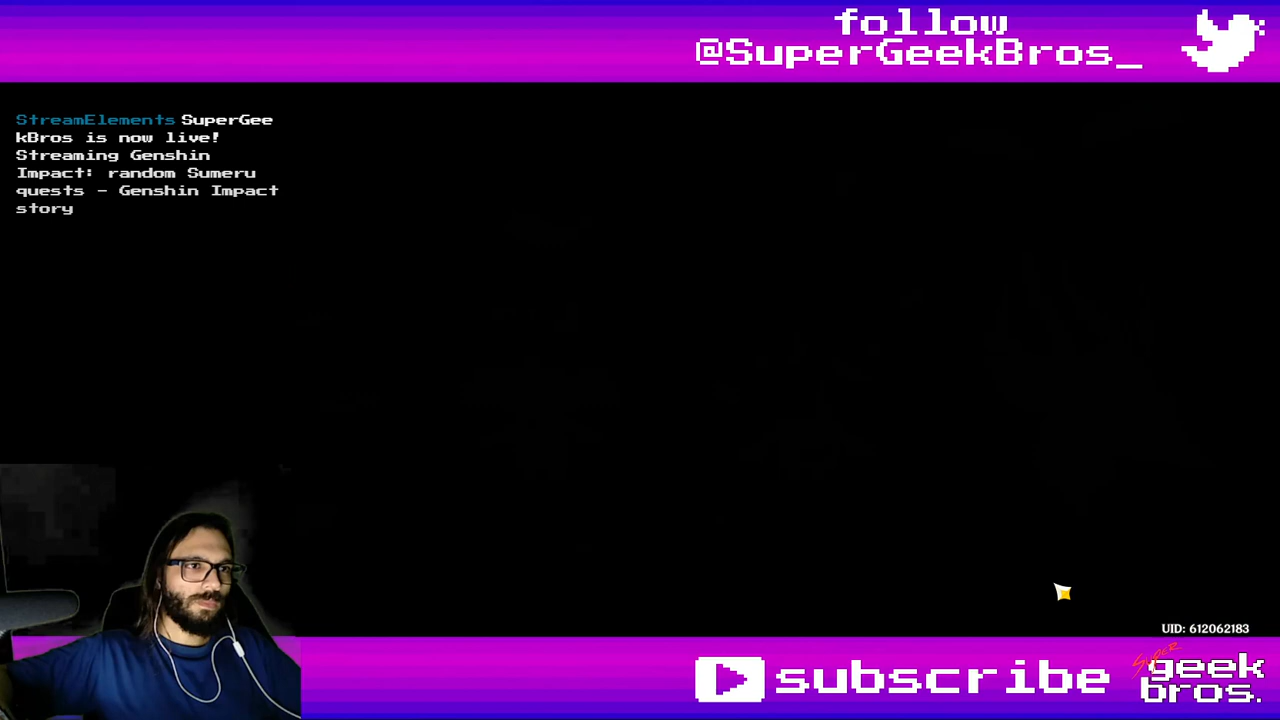 follow
@SuperGeekBros_
StreamElements SuperGee
kBros is now live!
Streaming Genshin
Impact: random Sumeru
quests - Genshin Impact
story
UID: 612062183
subscribe
SUPER
geek
bros.